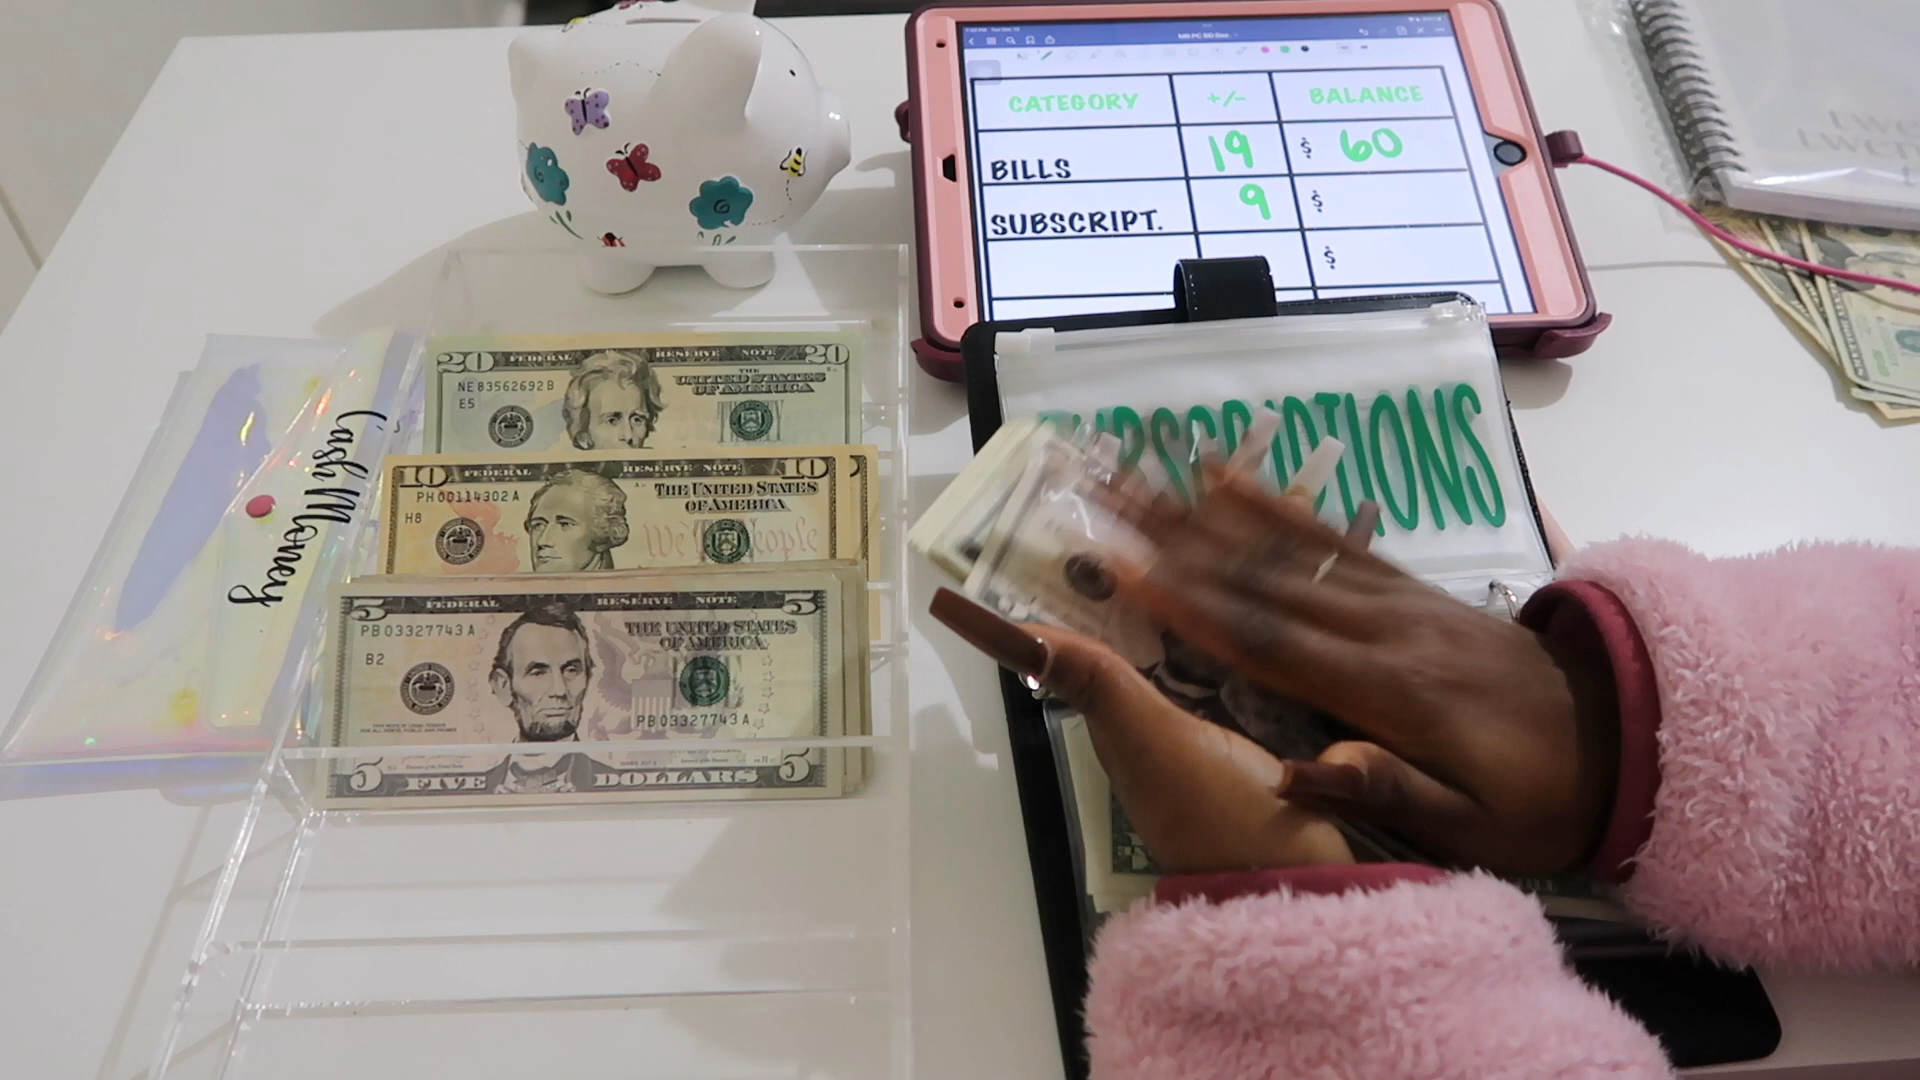 CATEGORY +/- BALANCE
BILLS 19 $ 60
SUBSCRIPT. 9 $
$
SUBSCRIPTIONS
Cash Money
20 FEDERAL RESERVE NOTE 20
NE 83562692 B
THE UNITED STATES OF AMERICA
E5
10 FEDERAL RESERVE NOTE 10
PH 00114302 A
THE UNITED STATES
OF AMERICA
H8
We people
5 FEDERAL RESERVE NOTE 5
PB 03327743 A
THE UNITED STATES
OF AMERICA
B2
PB 03327743 A
5 FIVE DOLLARS 5